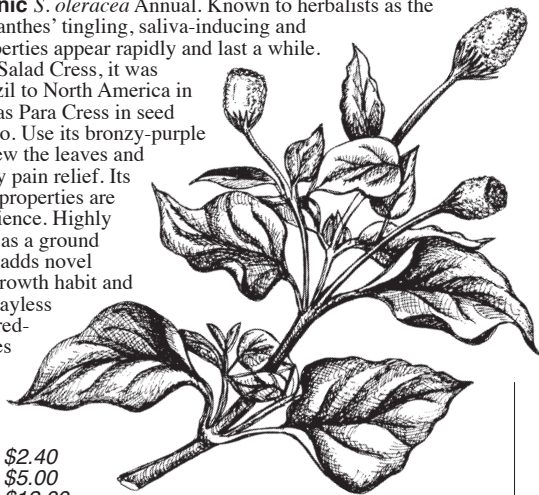 nic S. oleracea Annual. Known to herbalists as the
anthes’ tingling, saliva-inducing and
perties appear rapidly and last a while.
Salad Cress, it was
zil to North America in
as Para Cress in seed
o. Use its bronzy-purple
ew the leaves and
y pain relief. Its
properties are
ience. Highly
as a ground
adds novel
rowth habit and
ayless
red-
es
$2.40
$5.00